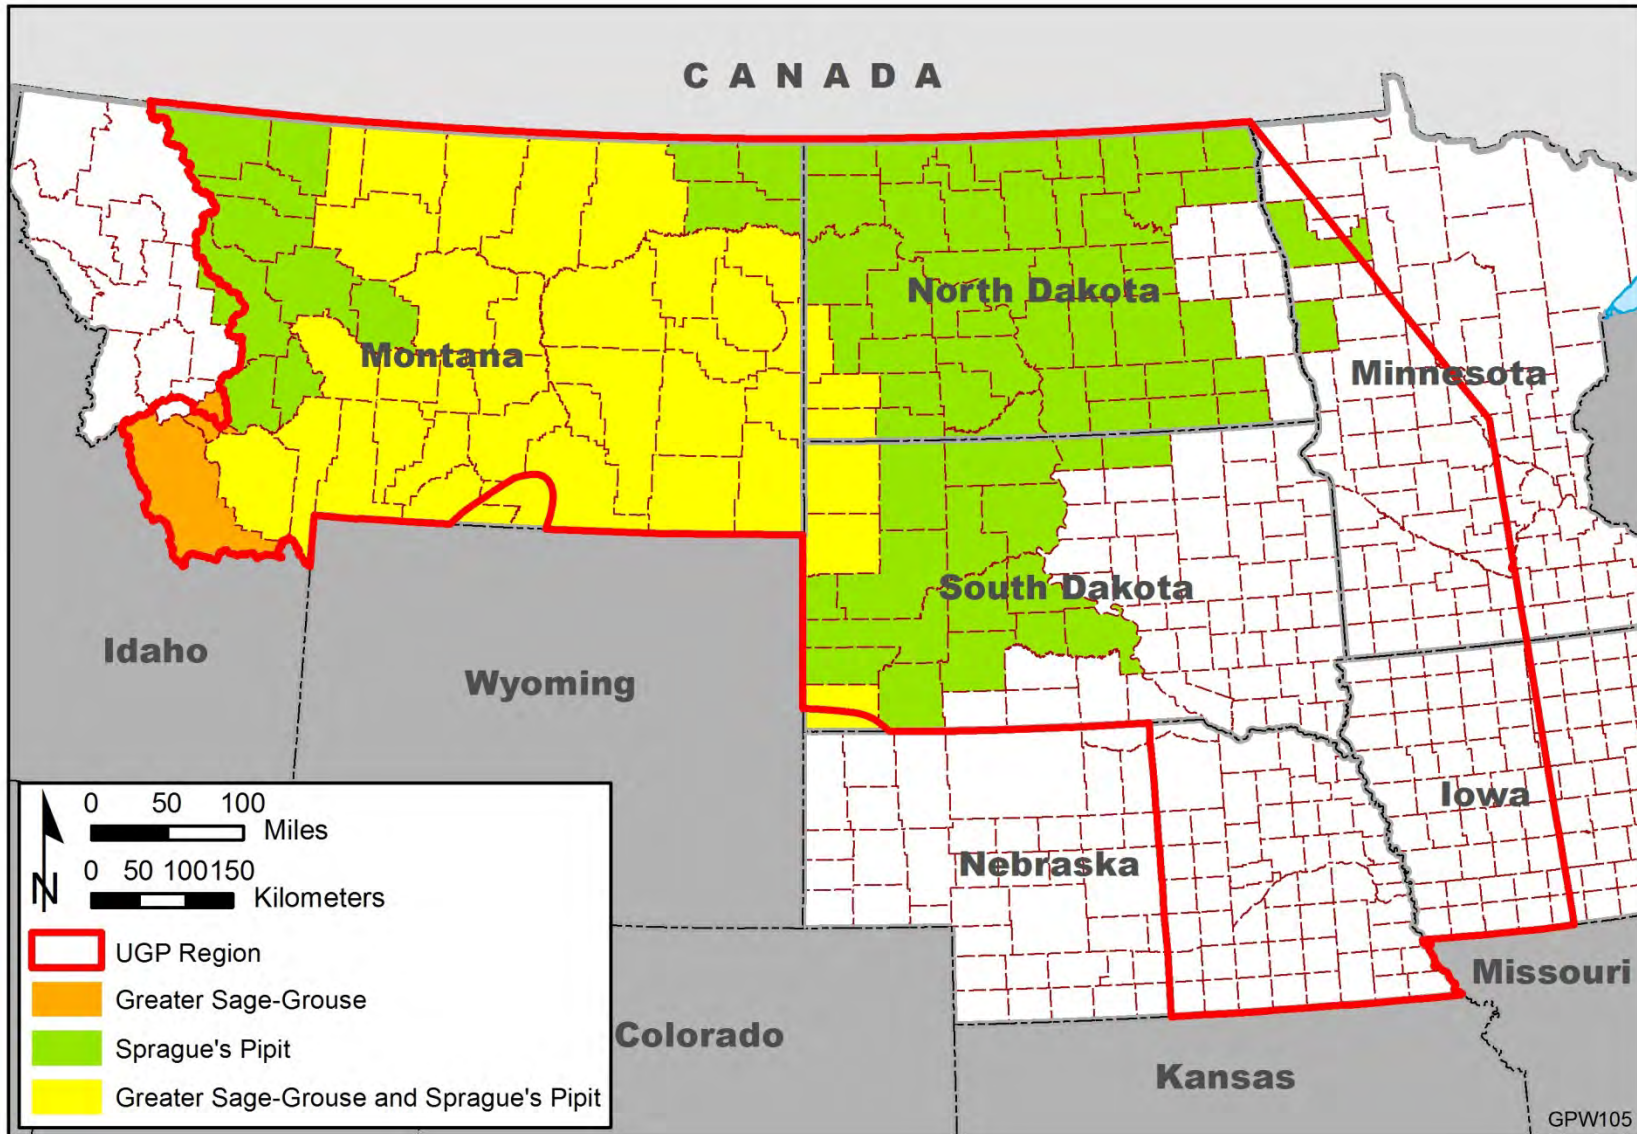 CANADA
North Dakota
Montana
Minnesota
South Dakota
Idaho
Wyoming
Iowa
Nebraska
Missouri
Colorado
Kansas
0 50 100
Miles
0 50 100 150
Kilometers
N
UGP Region
Greater Sage-Grouse
Sprague's Pipit
Greater Sage-Grouse and Sprague's Pipit
GPW105